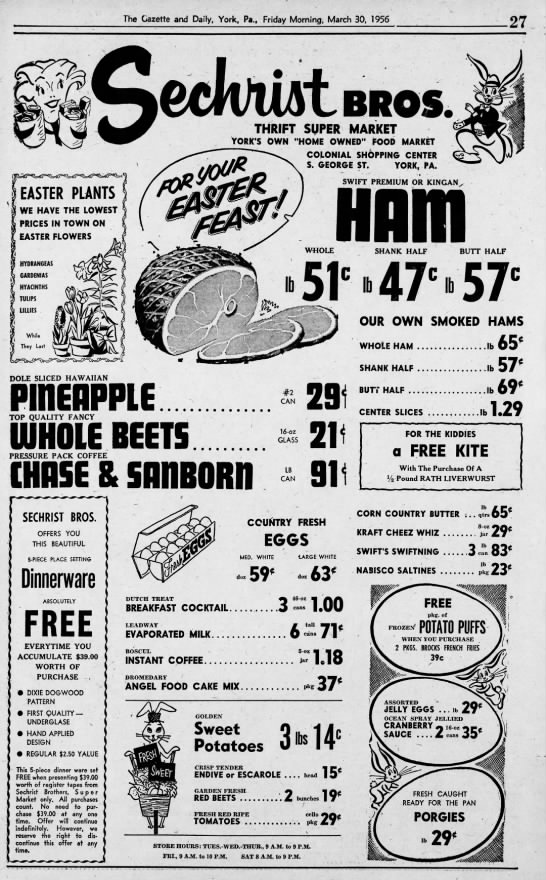 The Gazette and Daily, York, Pa., Friday Morning, March 30, 1956
27
Sechrist BROS.
THRIFT SUPER MARKET
YORK'S OWN "HOME OWNED" FOOD MARKET
COLONIAL SHOPPING CENTER
S. GEORGE ST. YORK, PA.
EASTER PLANTS
WE HAVE THE LOWEST
PRICES IN TOWN ON
EASTER FLOWERS
HYDRANGEAS
GARDENIAS
HYACINTHS
TULIPS
LILLIES
While
They Last
FOR YOUR
EASTER
FEAST!
SWIFT PREMIUM OR KINGAN
HAM
WHOLE SHANK HALF BUTT HALF
lb 51¢ lb 47¢ lb 57¢
OUR OWN SMOKED HAMS
WHOLE HAM .............. lb 65¢
SHANK HALF .............. lb 57¢
BUTT HALF .............. lb 69¢
CENTER SLICES .............. lb 1.29
DOLE SLICED HAWAIIAN
PINEAPPLE .............. #2 CAN 29¢
TOP QUALITY FANCY
WHOLE BEETS .............. 16-oz GLASS 21¢
PRESSURE PACK COFFEE
CHASE & SANBORN LB CAN 91¢
FOR THE KIDDIES
a FREE KITE
With The Purchase Of A
½ Pound RATH LIVERWURST
SECHRIST BROS.
OFFERS YOU
THIS BEAUTIFUL
5-PIECE PLACE SETTING
Dinnerware
ABSOLUTELY
FREE
EVERYTIME YOU
ACCUMULATE $39.00
WORTH OF
PURCHASE
● DIXIE DOGWOOD
PATTERN
● FIRST QUALITY —
UNDERGLASE
● HAND APPLIED
DESIGN
● REGULAR $2.50 VALUE
This 5-piece dinner ware set
FREE when presenting $39.00
worth of register tapes from
Sechrist Brothers, Super
Market only. All purchases
count. No need to pur-
chase $39.00 at any one
time. Offer will continue
indefinitely. However, we
reserve the right to dis-
continue this offer at any
time.
Fresh EGGS
COUNTRY FRESH
EGGS
MED. WHITE LARGE WHITE
doz 59¢ doz 63¢
DUTCH TREAT
BREAKFAST COCKTAIL .......... 3 16-oz cans 1.00
LEADWAY
EVAPORATED MILK .......... 6 tall cans 71¢
BOSCUL
INSTANT COFFEE .......... 5-oz jar 1.18
DROMEDARY
ANGEL FOOD CAKE MIX .......... pkg 37¢
FRESH
SWEET
GOLDEN
Sweet
Potatoes 3 lbs 14¢
CRISP TENDER
ENDIVE or ESCAROLE .... head 15¢
GARDEN FRESH
RED BEETS ........ 2 bunches 19¢
FRESH RED RIPE
TOMATOES .......... cello pkg 29¢
STORE HOURS: TUES.-WED.-THUR., 9 A.M. to 9 P.M.
FRI., 9 A.M. to 10 P.M. SAT 8 A.M. to 9 P.M.
CORN COUNTRY BUTTER ... lb qtrs 65¢
KRAFT CHEEZ WHIZ ........ 8-oz jar 29¢
SWIFT'S SWIFTNING ..... 3 lb can 83¢
NABISCO SALTINES ........ lb pkg 23¢
FREE
pkg. of
FROZEN POTATO PUFFS
WHEN YOU PURCHASE
2 PKGS. BROCKS FRENCH FRIES
39c
ASSORTED
JELLY EGGS ... lb 29¢
OCEAN SPRAY JELLIED
CRANBERRY
SAUCE .... 2 16-oz cans 35¢
FRESH CAUGHT
READY FOR THE PAN
PORGIES
lb 29¢